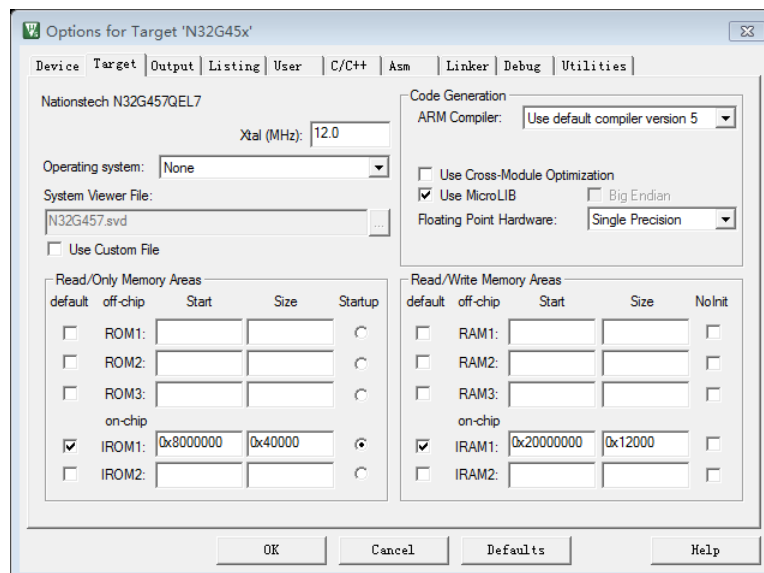 Options for Target 'N32G45x'
Device Target Output Listing User C/C++ Asm Linker Debug Utilities
Nationstech N32G457QEL7
Xtal (MHz): 12.0
Operating system: None
System Viewer File:
N32G457.svd ...
Use Custom File
Code Generation
ARM Compiler: Use default compiler version 5
Use Cross-Module Optimization
Use MicroLIB Big Endian
Floating Point Hardware: Single Precision
Read/Only Memory Areas
default off-chip Start Size Startup
ROM1:
ROM2:
ROM3:
on-chip
IROM1: 0x8000000 0x40000
IROM2:
Read/Write Memory Areas
default off-chip Start Size NoInit
RAM1:
RAM2:
RAM3:
on-chip
IRAM1: 0x20000000 0x12000
IRAM2:
OK Cancel Defaults Help